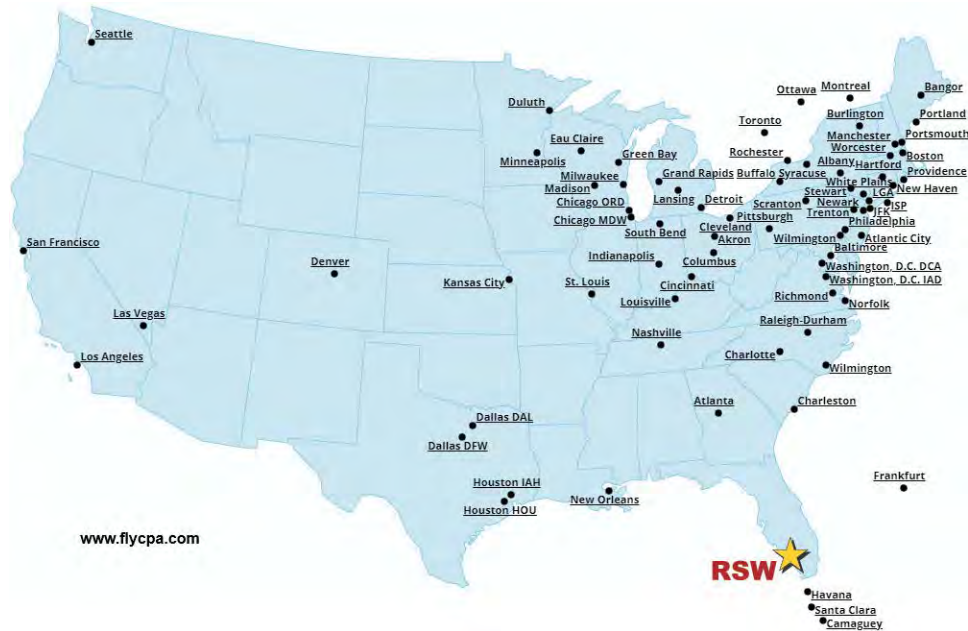 Seattle
Ottawa
Montreal
Bangor
Duluth
Toronto
Burlington
Portland
Eau Claire
Manchester
Portsmouth
Minneapolis
Green Bay
Rochester
Worcester
Boston
Milwaukee
Grand Rapids
Buffalo
Syracuse
Albany
Hartford
Providence
Madison
Lansing
Detroit
White Plains
New Haven
Chicago ORD
Scranton
Stewart
LGA
ISP
Chicago MDW
Cleveland
Pittsburgh
Newark
JFK
South Bend
Akron
Trenton
Philadelphia
San Francisco
Wilmington
Atlantic City
Denver
Indianapolis
Columbus
Baltimore
Kansas City
St. Louis
Cincinnati
Washington, D.C. DCA
Washington, D.C. IAD
Louisville
Richmond
Norfolk
Las Vegas
Nashville
Raleigh-Durham
Los Angeles
Charlotte
Wilmington
Atlanta
Charleston
Dallas DAL
Dallas DFW
Frankfurt
Houston IAH
Houston HOU
New Orleans
www.flycpa.com
RSW
Havana
Santa Clara
Camaguey